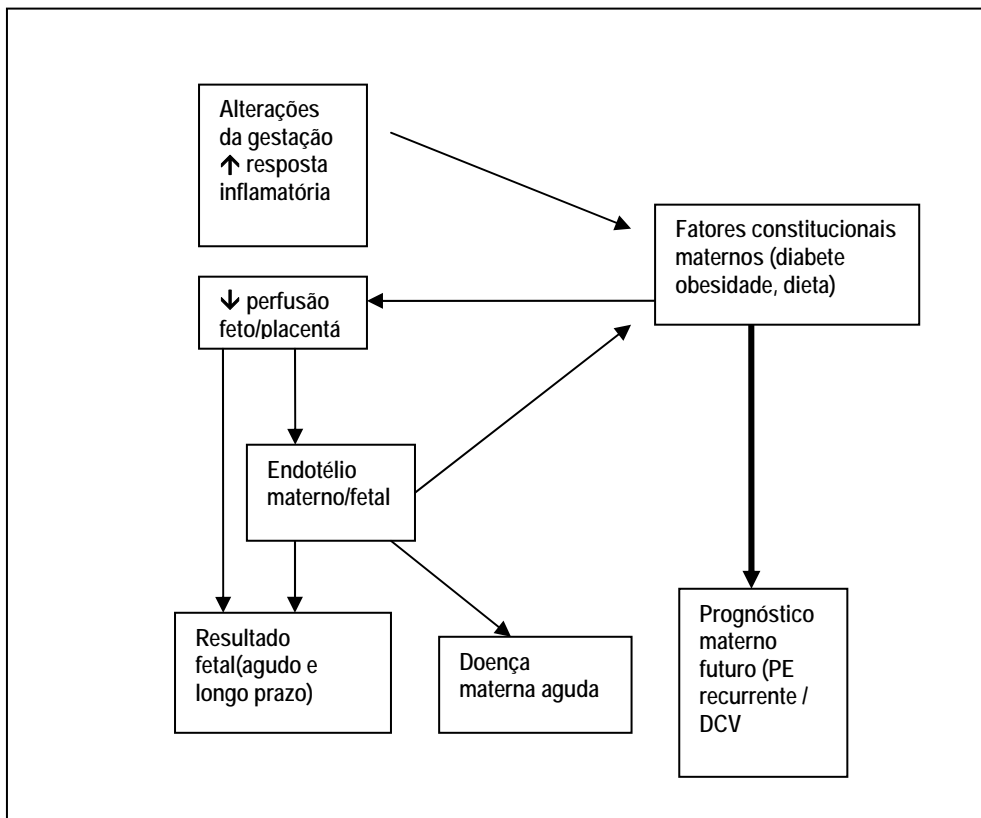 Alterações
da gestação
↑ resposta
inflamatória
Fatores constitucionais
maternos (diabete
obesidade, dieta)
↓ perfusão
feto/placentá
Endotélio
materno/fetal
Resultado
fetal(agudo e
longo prazo)
Doença
materna aguda
Prognóstico
materno
futuro (PE
recurrente /
DCV